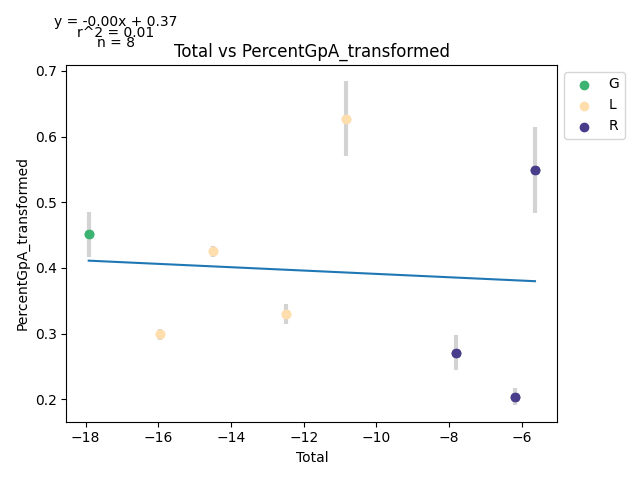 y = -0.00x + 0.37
r^2 = 0.01
n = 8
Total vs PercentGpA_transformed
0.7
0.6
0.5
0.4
0.3
0.2
PercentGpA_transformed
−18
−16
−14
−12
−10
−8
−6
Total
G
L
R